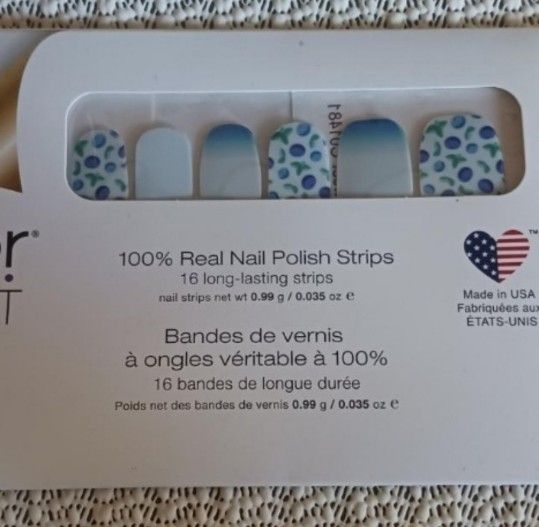 r®
T
100% Real Nail Polish Strips
16 long-lasting strips
nail strips net wt 0.99 g / 0.035 oz ℮
Bandes de vernis
à ongles véritable à 100%
16 bandes de longue durée
Poids net des bandes de vernis 0.99 g / 0.035 oz ℮
TM
Made in USA
Fabriquées aux
ÉTATS-UNIS